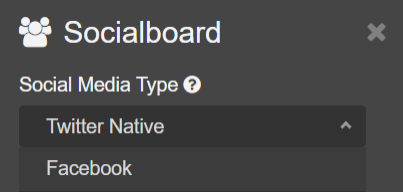 Socialboard
Social Media Type
Twitter Native
Facebook